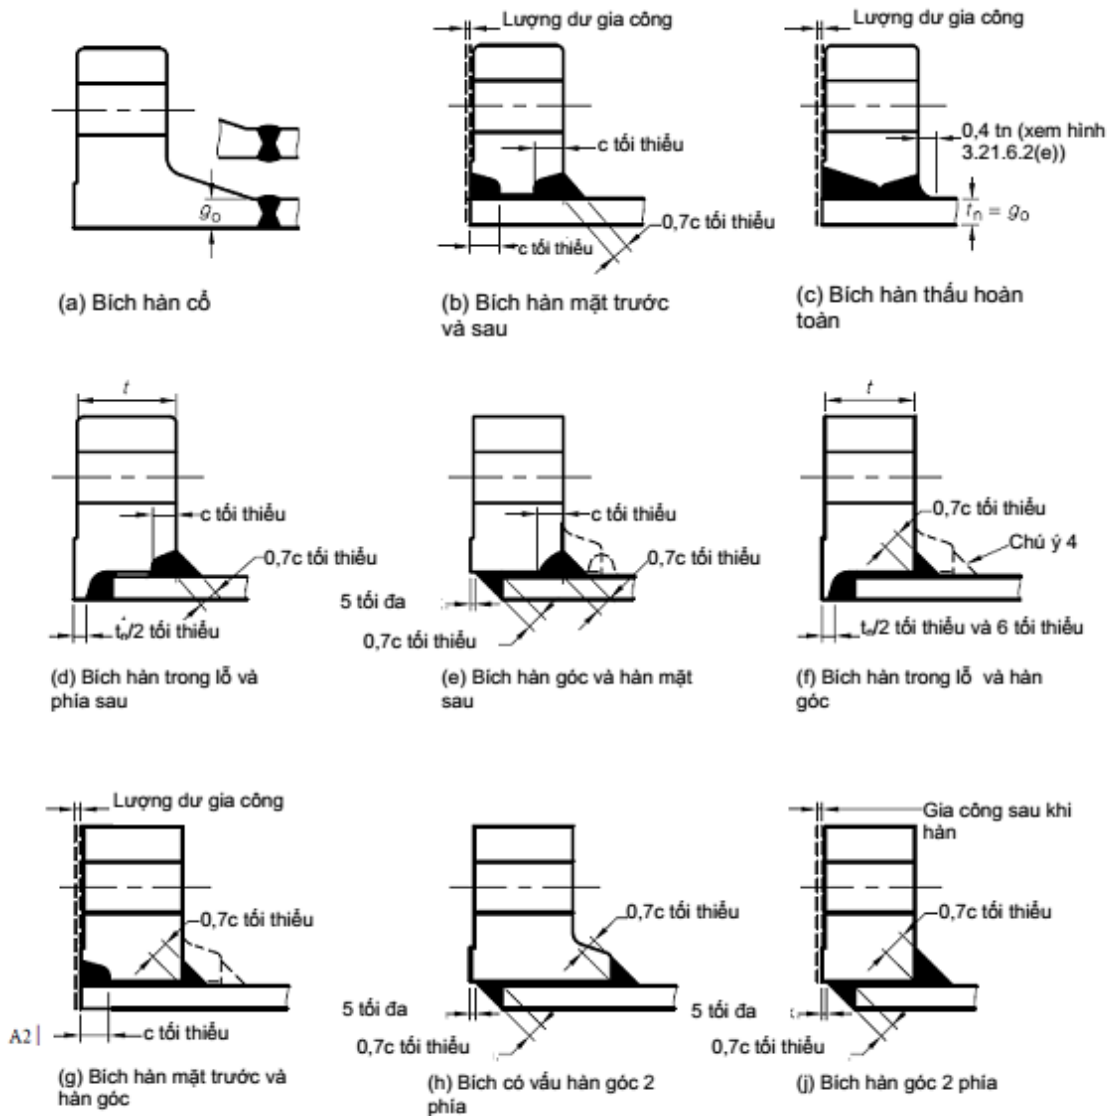 Lượng dư gia công
Lượng dư gia công
c tối thiểu
0,4 tn (xem hình
3.21.6.2(e))
g₀
0,7c tối thiểu
tₙ = g₀
c tối thiểu
(a) Bích hàn cổ
(b) Bích hàn mặt trước
và sau
(c) Bích hàn thấu hoàn
toàn
t
t
c tối thiểu
c tối thiểu
0,7c tối thiểu
Chú ý 4
0,7c tối thiểu
0,7c tối thiểu
5 tối đa
tₙ/2 tối thiểu
0,7c tối thiểu
tₙ/2 tối thiểu và 6 tối thiểu
(d) Bích hàn trong lỗ và
phía sau
(e) Bích hàn góc và hàn mặt
sau
(f) Bích hàn trong lỗ và hàn
góc
Lượng dư gia công
Gia công sau khi
hàn
0,7c tối thiểu
0,7c tối thiểu
0,7c tối thiểu
5 tối đa
5 tối đa
A2
c tối thiểu
0,7c tối thiểu
0,7c tối thiểu
(g) Bích hàn mặt trước và
hàn góc
(h) Bích có vấu hàn góc 2
phía
(j) Bích hàn góc 2 phía